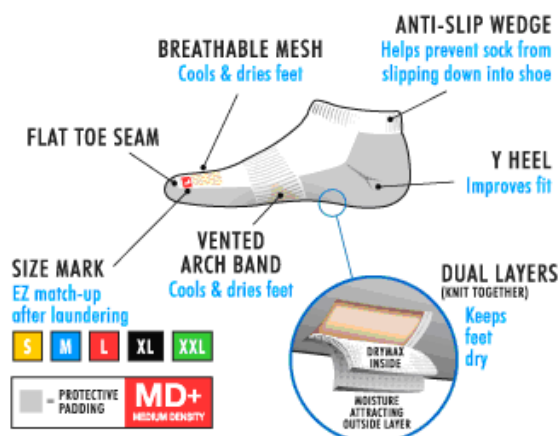 ANTI-SLIP WEDGE
Helps prevent sock from
slipping down into shoe
BREATHABLE MESH
Cools & dries feet
FLAT TOE SEAM
Y HEEL
Improves fit
VENTED
ARCH BAND
Cools & dries feet
SIZE MARK
EZ match-up
after laundering
S M L XL XXL
DUAL LAYERS
(KNIT TOGETHER)
Keeps
feet
dry
DRYMAX
INSIDE
MOISTURE
ATTRACTING
OUTSIDE LAYER
= PROTECTIVE
PADDING
MD+
MEDIUM DENSITY